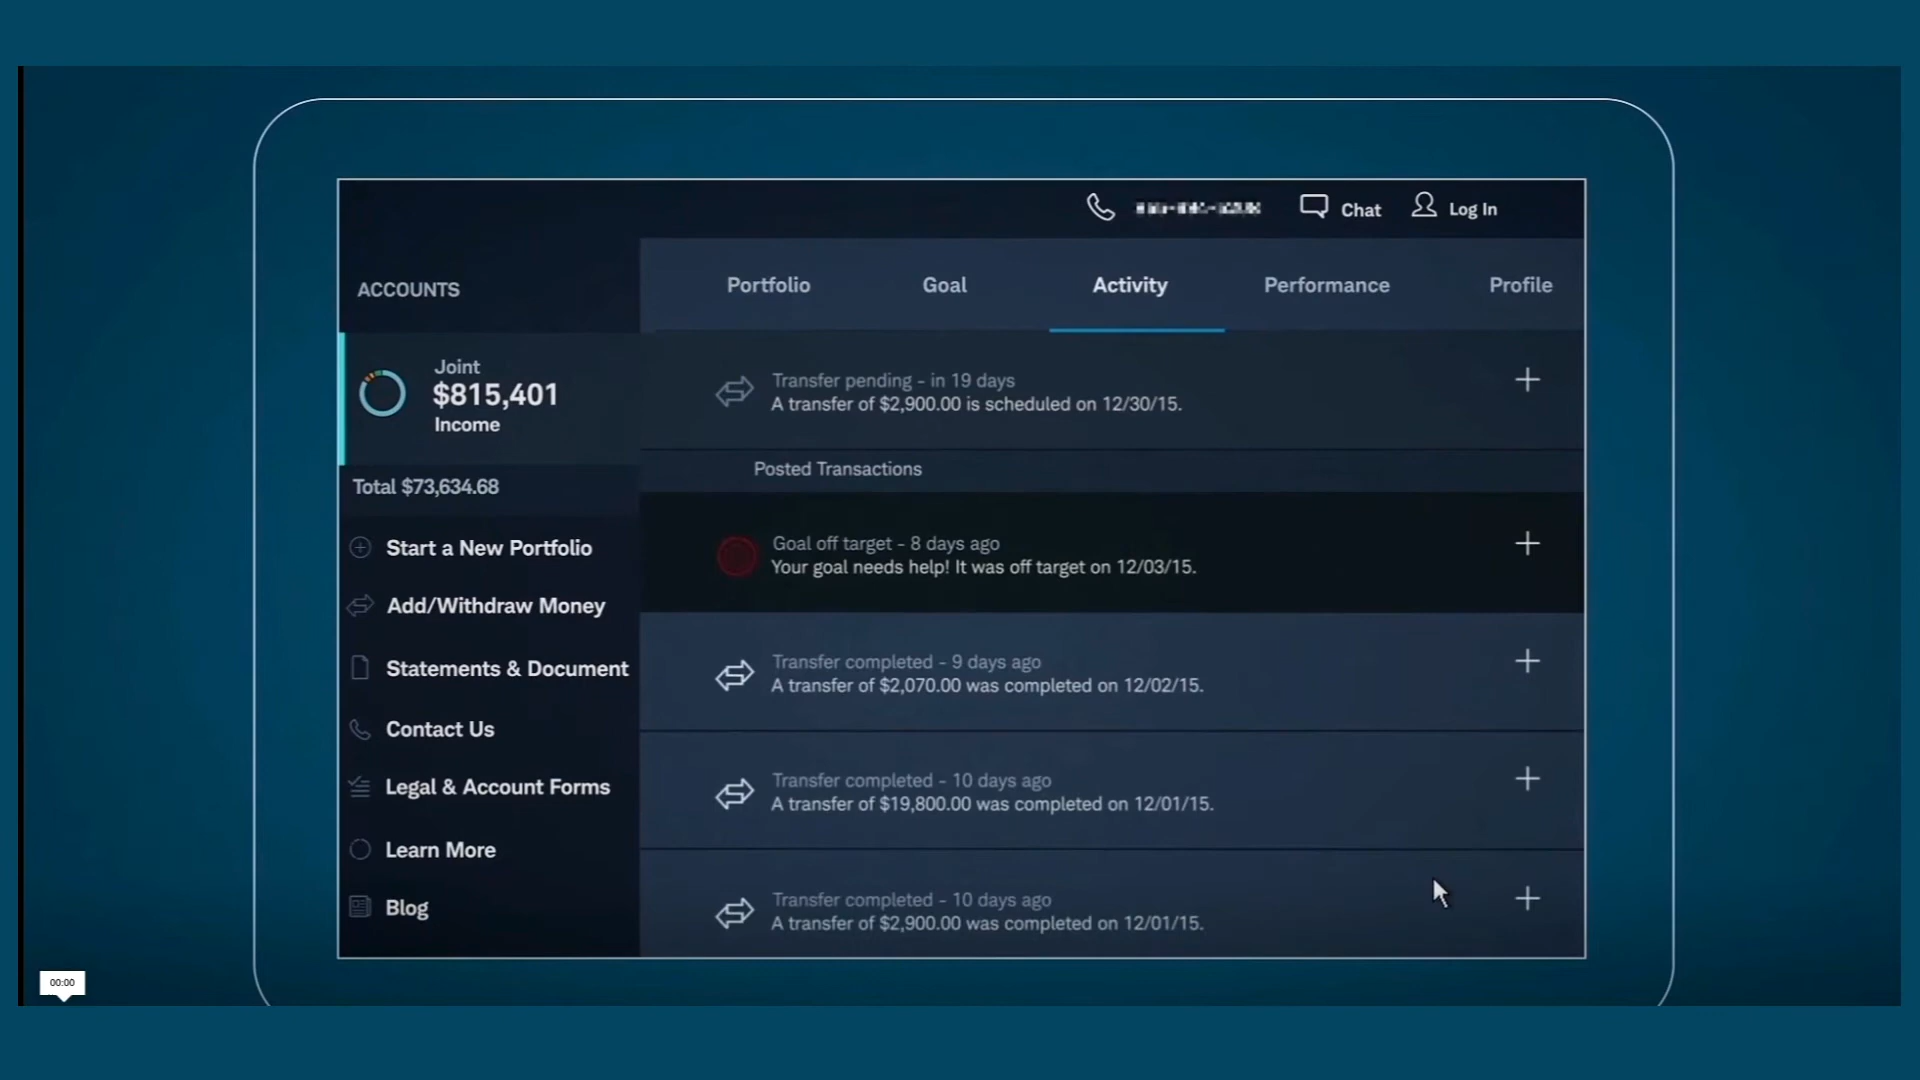 Chat
Log In
ACCOUNTS
Portfolio
Goal
Activity
Performance
Profile
Joint
$815,401
Income
Total $73,634.68
Start a New Portfolio
Add/Withdraw Money
Statements & Document
Contact Us
Legal & Account Forms
Learn More
Blog
Transfer pending - in 19 days
A transfer of $2,900.00 is scheduled on 12/30/15.
Posted Transactions
Goal off target - 8 days ago
Your goal needs help! It was off target on 12/03/15.
Transfer completed - 9 days ago
A transfer of $2,070.00 was completed on 12/02/15.
Transfer completed - 10 days ago
A transfer of $19,800.00 was completed on 12/01/15.
Transfer completed - 10 days ago
A transfer of $2,900.00 was completed on 12/01/15.
00:00